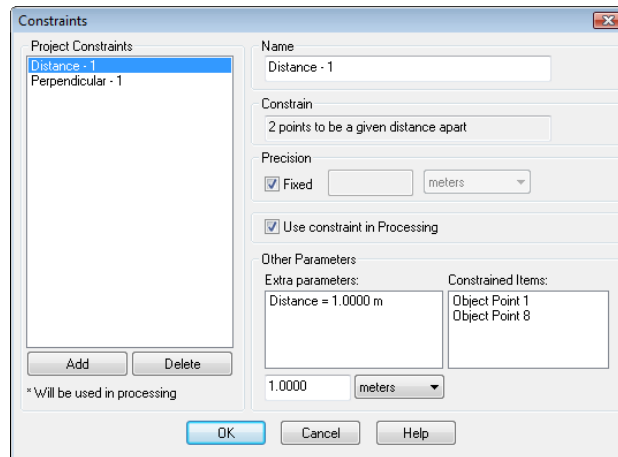 Constraints
Project Constraints
Distance - 1
Perpendicular - 1
Add
Delete
* Will be used in processing
Name
Distance - 1
Constrain
2 points to be a given distance apart
Precision
Fixed
meters
Use constraint in Processing
Other Parameters
Extra parameters:
Constrained Items:
Distance = 1.0000 m
Object Point 1
Object Point 8
1.0000
meters
OK
Cancel
Help